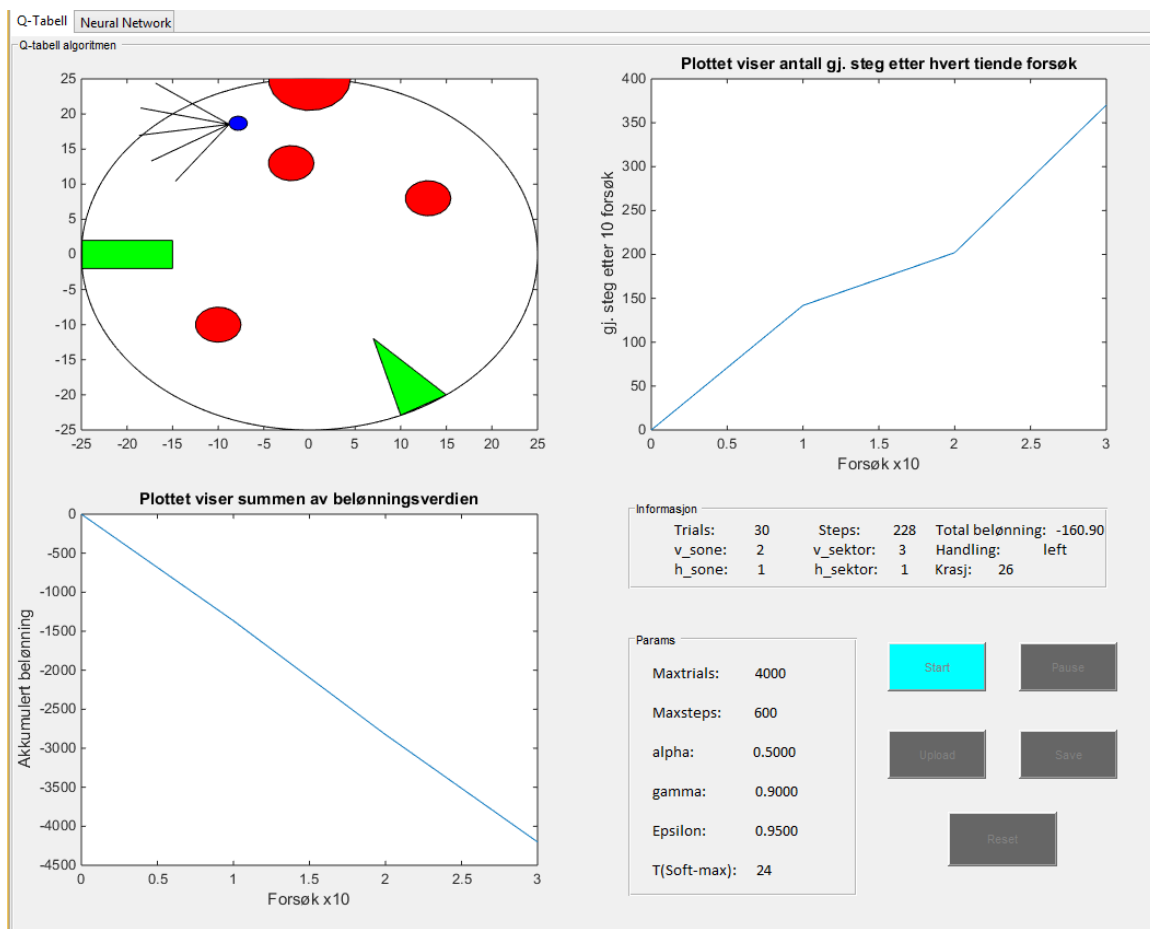 Q-Tabell Neural Network
Q-tabell algoritmen
25
20
15
10
5
0
-5
-10
-15
-20
-25
-25 -20 -15 -10 -5 0 5 10 15 20 25
Plottet viser antall gj. steg etter hvert tiende forsøk
gj. steg etter 10 forsøk
400
350
300
250
200
150
100
50
0
0 0.5 1 1.5 2 2.5 3
Forsøk x10
Plottet viser summen av belønningsverdien
Akkumulert belønning
0
-500
-1000
-1500
-2000
-2500
-3000
-3500
-4000
-4500
0 0.5 1 1.5 2 2.5 3
Forsøk x10
Informasjon
Trials: 30 Steps: 228 Total belønning: -160.90
v_sone: 2 v_sektor: 3 Handling: left
h_sone: 1 h_sektor: 1 Krasj: 26
Params
Maxtrials: 4000
Maxsteps: 600
alpha: 0.5000
gamma: 0.9000
Epsilon: 0.9500
T(Soft-max): 24
Start Pause
Upload Save
Reset